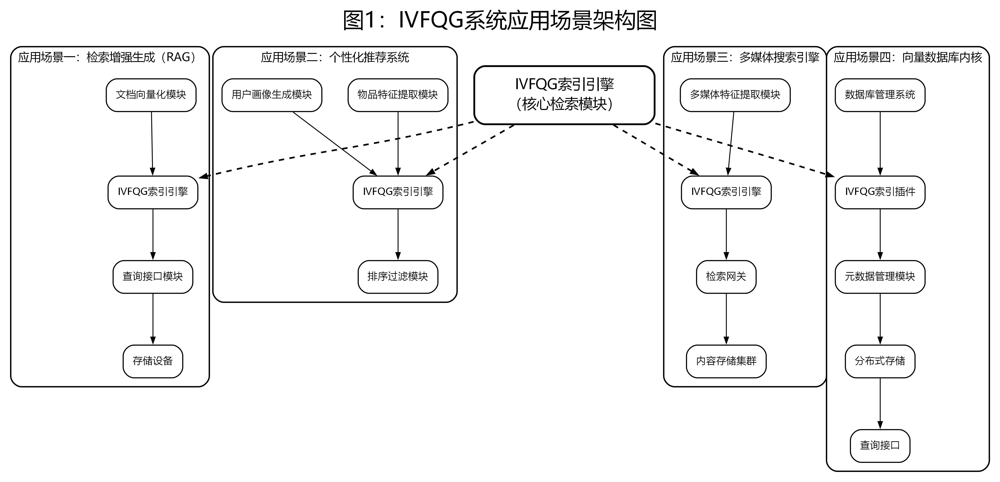 图1：IVFQG系统应用场景架构图
应用场景一：检索增强生成（RAG）
文档向量化模块
IVFQG索引引擎
查询接口模块
存储设备
应用场景二：个性化推荐系统
用户画像生成模块
物品特征提取模块
IVFQG索引引擎
排序过滤模块
IVFQG索引引擎
（核心检索模块）
应用场景三：多媒体搜索引擎
多媒体特征提取模块
IVFQG索引引擎
检索网关
内容存储集群
应用场景四：向量数据库内核
数据库管理系统
IVFQG索引插件
元数据管理模块
分布式存储
查询接口